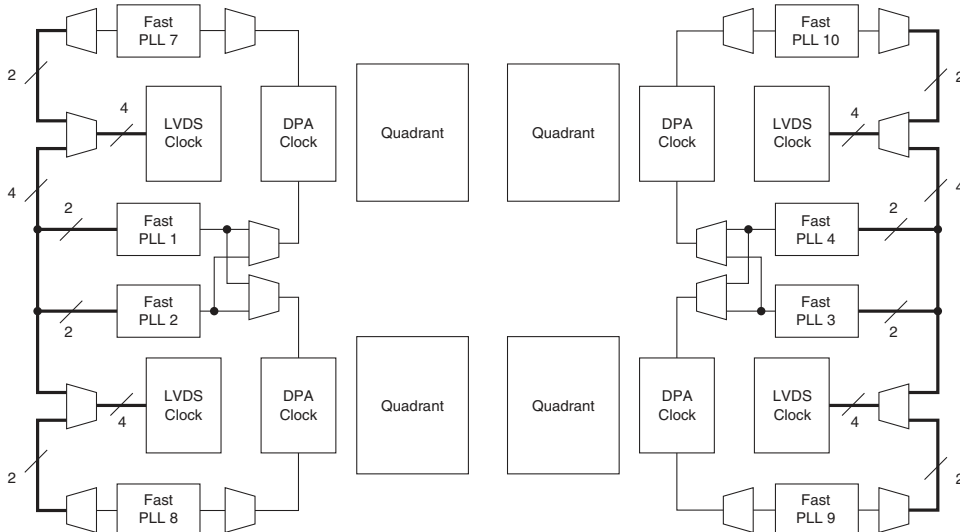 Fast
PLL 7
Fast
PLL 10
2
2
4
LVDS
Clock
DPA
Clock
Quadrant
Quadrant
DPA
Clock
LVDS
Clock
4
4
4
2
Fast
PLL 1
Fast
PLL 4
2
2
Fast
PLL 2
Fast
PLL 3
2
4
LVDS
Clock
DPA
Clock
Quadrant
Quadrant
DPA
Clock
LVDS
Clock
4
2
2
Fast
PLL 8
Fast
PLL 9